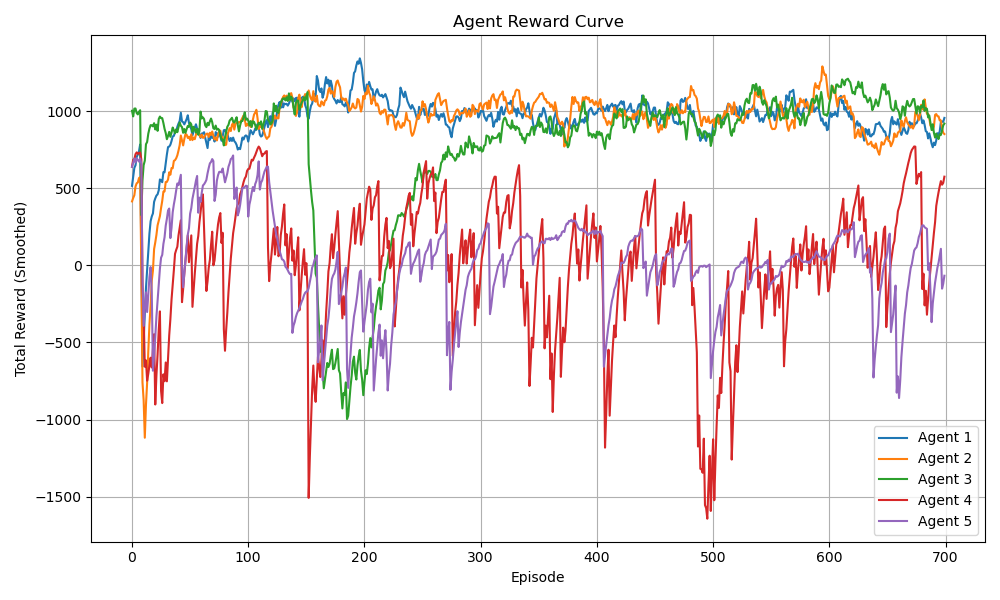 Agent Reward Curve
Total Reward (Smoothed)
1000
500
0
−500
−1000
−1500
0 100 200 300 400 500 600 700
Episode
Agent 1
Agent 2
Agent 3
Agent 4
Agent 5